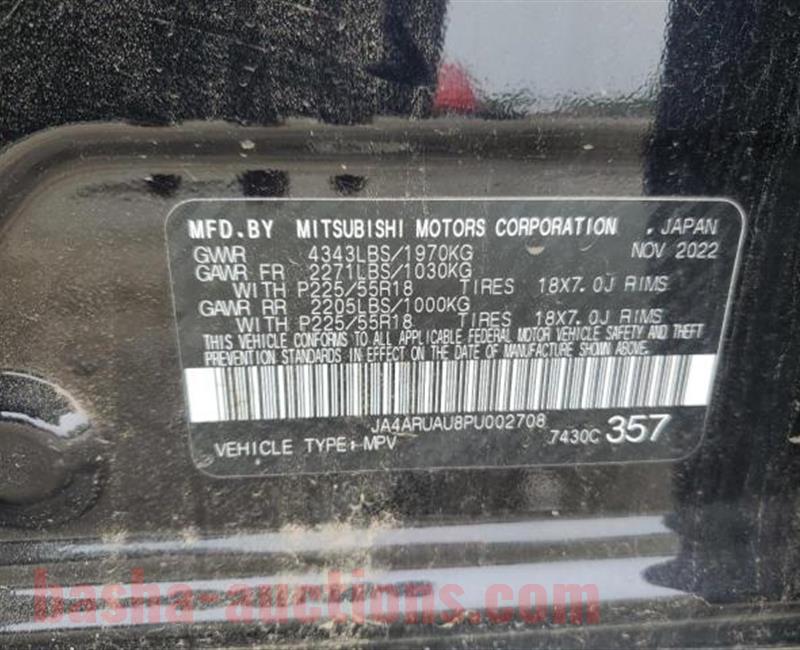 MFD.BY MITSUBISHI MOTORS CORPORATION , JAPAN
GVWR 4343LBS/1970KG NOV 2022
GAWR FR 2271LBS/1030KG
WITH P225/55R18 TIRES 18X7.0J RIMS
GAWR RR 2205LBS/1000KG
WITH P225/55R18 TIRES 18X7.0J RIMS
THIS VEHICLE CONFORMS TO ALL APPLICABLE FEDERAL MOTOR VEHICLE SAFETY AND THEFT
PREVENTION STANDARDS IN EFFECT ON THE DATE OF MANUFACTURE SHOWN ABOVE.
JA4ARUAU8PU002708
VEHICLE TYPE:MPV 7430C 357
basha-auctions.com